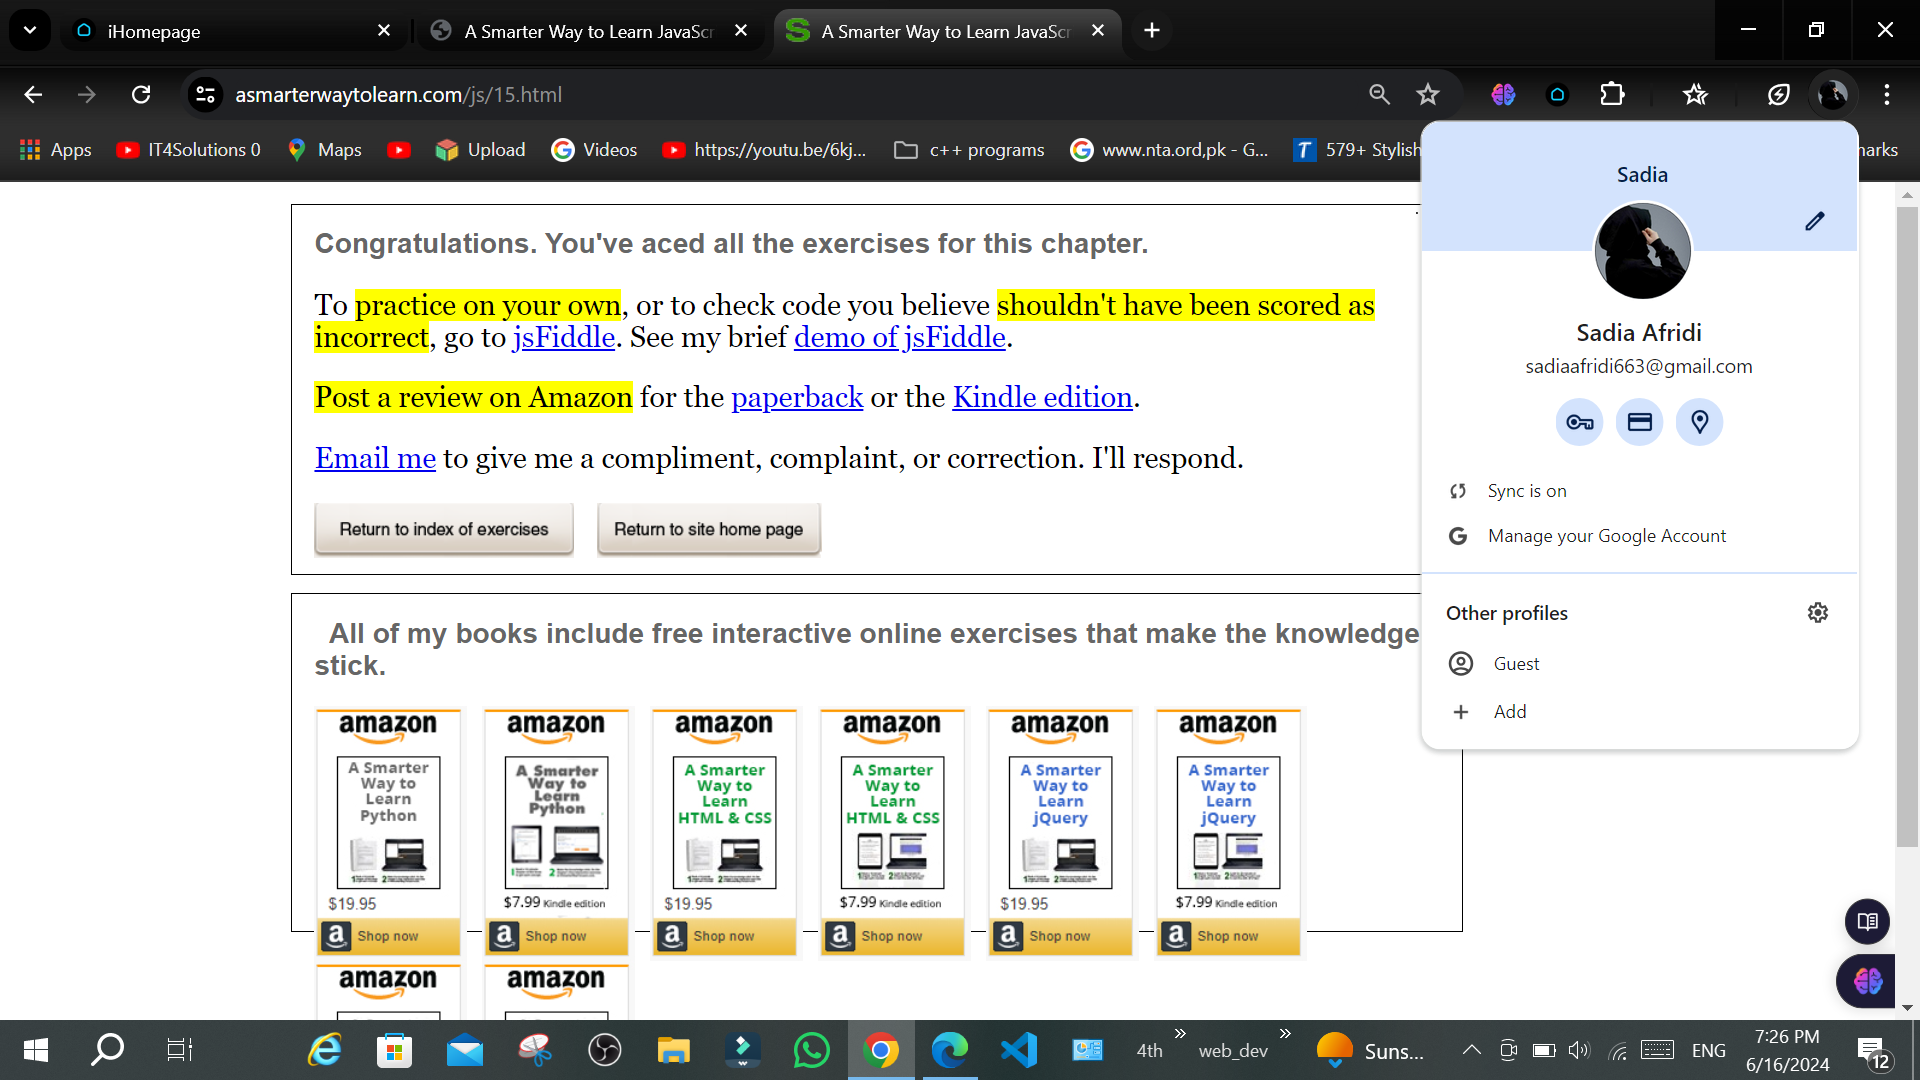 iHomepage
A Smarter Way to Learn JavaScr
A Smarter Way to Learn JavaScr
asmarterwaytolearn.com/js/15.html
Apps
IT4Solutions 0
Maps
Upload
Videos
https://youtu.be/6kj...
c++ programs
www.nta.ord,pk - G...
579+ Stylish
narks
Congratulations. You've aced all the exercises for this chapter.
To practice on your own, or to check code you believe shouldn't have been scored as
incorrect, go to jsFiddle. See my brief demo of jsFiddle.
Post a review on Amazon for the paperback or the Kindle edition.
Email me to give me a compliment, complaint, or correction. I'll respond.
Return to index of exercises
Return to site home page
Sadia
Sadia Afridi
sadiaafridi663@gmail.com
Sync is on
Manage your Google Account
Other profiles
Guest
Add
All of my books include free interactive online exercises that make the knowledge
stick.
amazon
A Smarter
Way to
Learn
Python
$19.95
Shop now
amazon
A Smarter
Way to
Learn
Python
$7.99 Kindle edition
Shop now
amazon
A Smarter
Way to
Learn
HTML & CSS
$19.95
Shop now
amazon
A Smarter
Way to
Learn
HTML & CSS
$7.99 Kindle edition
Shop now
amazon
A Smarter
Way to
Learn
jQuery
$19.95
Shop now
amazon
A Smarter
Way to
Learn
jQuery
$7.99 Kindle edition
Shop now
amazon
amazon
4th
web_dev
Suns...
ENG
7:26 PM
6/16/2024
12